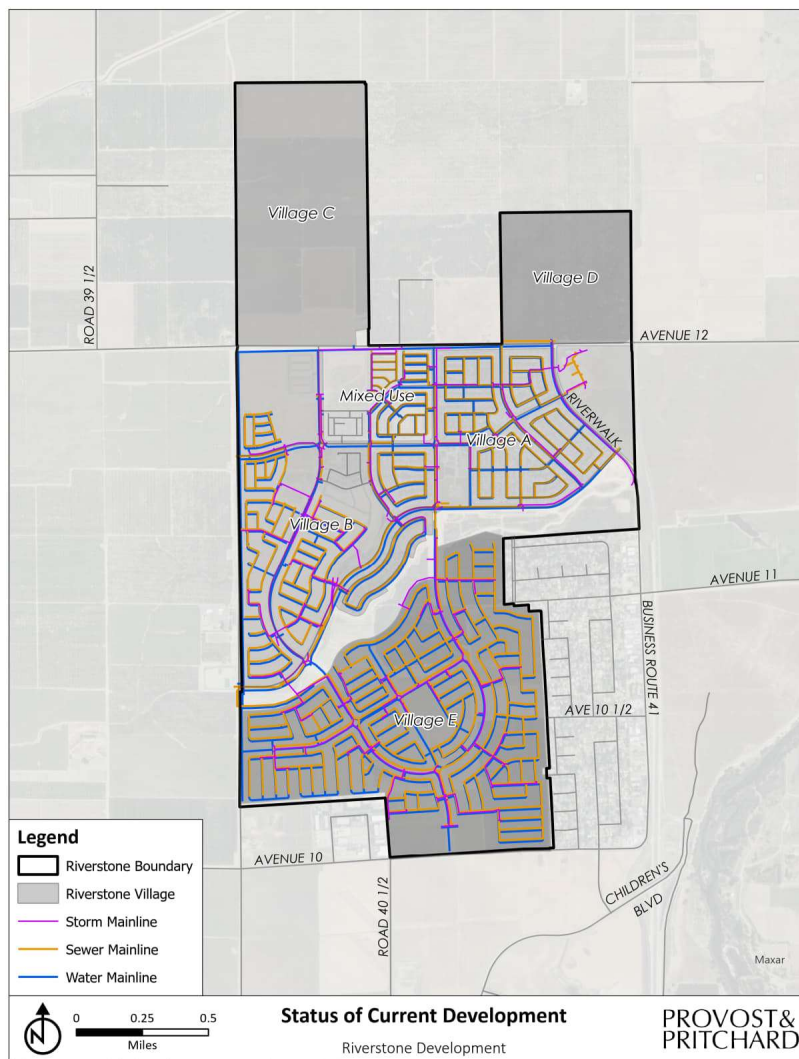 Village C
Village D
ROAD 39 1/2
AVENUE 12
Mixed Use
RIVERWALK
Village A
Village B
AVENUE 11
BUSINESS ROUTE 41
AVE 10 1/2
Village E
Legend
Riverstone Boundary
Riverstone Village
Storm Mainline
Sewer Mainline
Water Mainline
AVENUE 10
ROAD 40 1/2
CHILDREN'S
BLVD
Maxar
N
0 0.25 0.5
Miles
Status of Current Development
Riverstone Development
PROVOST&
PRITCHARD